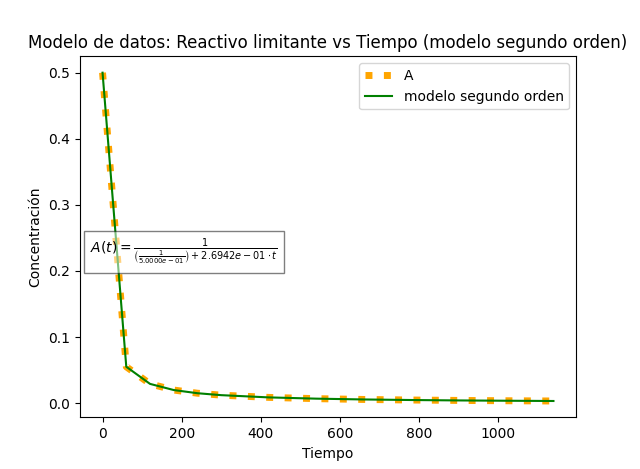 Modelo de datos: Reactivo limitante vs Tiempo (modelo segundo orden)
0.5
0.4
0.3
0.2
0.1
0.0
Concentración
A
modelo segundo orden
A(t) = 1 / ((1 / 5.0000e−01) + 2.6942e−01 · t)
0
200
400
600
800
1000
Tiempo